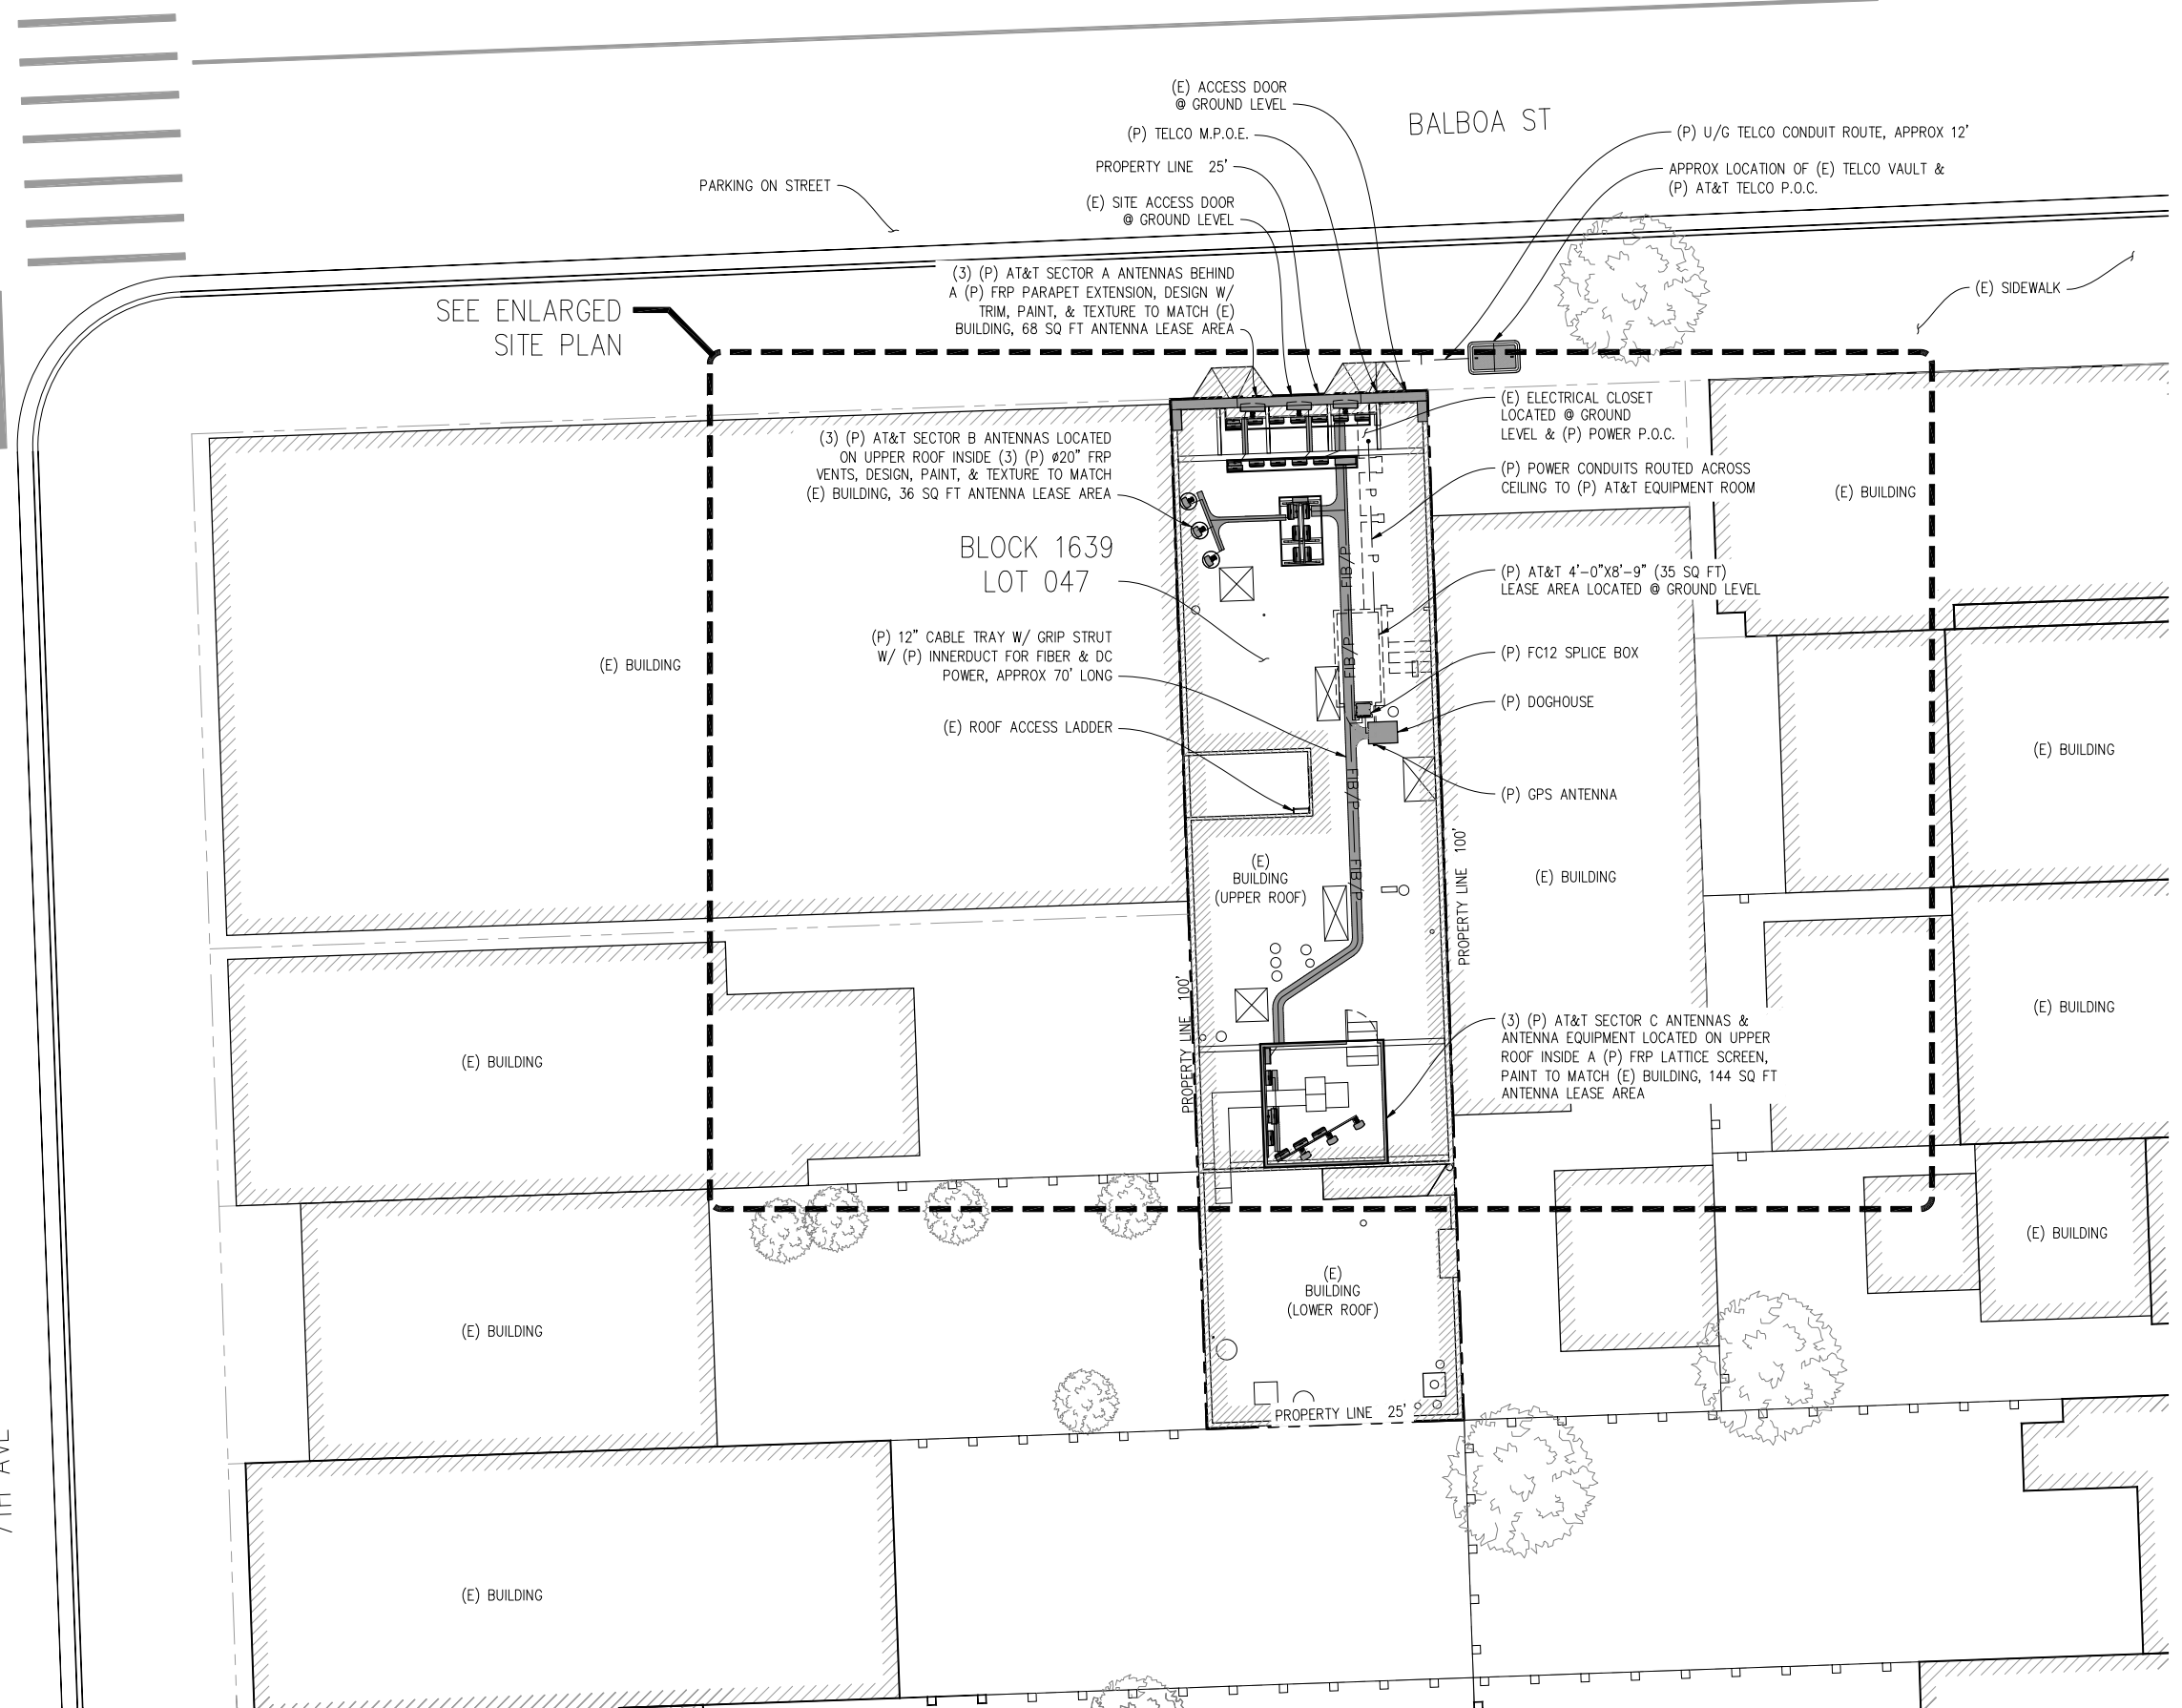 (E) ACCESS DOOR
@ GROUND LEVEL
BALBOA ST
(P) TELCO M.P.O.E.
(P) U/G TELCO CONDUIT ROUTE, APPROX 12'
PROPERTY LINE 25'
APPROX LOCATION OF (E) TELCO VAULT &
(P) AT&T TELCO P.O.C.
PARKING ON STREET
(E) SITE ACCESS DOOR
@ GROUND LEVEL
(3) (P) AT&T SECTOR A ANTENNAS BEHIND
A (P) FRP PARAPET EXTENSION, DESIGN W/
TRIM, PAINT, & TEXTURE TO MATCH (E)
BUILDING, 68 SQ FT ANTENNA LEASE AREA
(E) SIDEWALK
SEE ENLARGED
SITE PLAN
(E) ELECTRICAL CLOSET
LOCATED @ GROUND
LEVEL & (P) POWER P.O.C.
(3) (P) AT&T SECTOR B ANTENNAS LOCATED
ON UPPER ROOF INSIDE (3) (P) ø20" FRP
VENTS, DESIGN, PAINT, & TEXTURE TO MATCH
(E) BUILDING, 36 SQ FT ANTENNA LEASE AREA
(P) POWER CONDUITS ROUTED ACROSS
CEILING TO (P) AT&T EQUIPMENT ROOM
(E) BUILDING
T
P
P
FIB/P
BLOCK 1639
LOT 047
(P) AT&T 4'-0"X8'-9" (35 SQ FT)
LEASE AREA LOCATED @ GROUND LEVEL
(P) 12" CABLE TRAY W/ GRIP STRUT
W/ (P) INNERDUCT FOR FIBER & DC
POWER, APPROX 70' LONG
FIB/P
(P) FC12 SPLICE BOX
(E) BUILDING
(P) DOGHOUSE
(E) ROOF ACCESS LADDER
(E) BUILDING
FIB/P
(P) GPS ANTENNA
PROPERTY LINE 100'
(E)
BUILDING
(UPPER ROOF)
FIB/P
(E) BUILDING
PROPERTY LINE 100'
(E) BUILDING
(3) (P) AT&T SECTOR C ANTENNAS &
ANTENNA EQUIPMENT LOCATED ON UPPER
ROOF INSIDE A (P) FRP LATTICE SCREEN,
PAINT TO MATCH (E) BUILDING, 144 SQ FT
ANTENNA LEASE AREA
(E) BUILDING
(E) BUILDING
(E)
BUILDING
(LOWER ROOF)
(E) BUILDING
PROPERTY LINE 25'
7TH AVE
(E) BUILDING